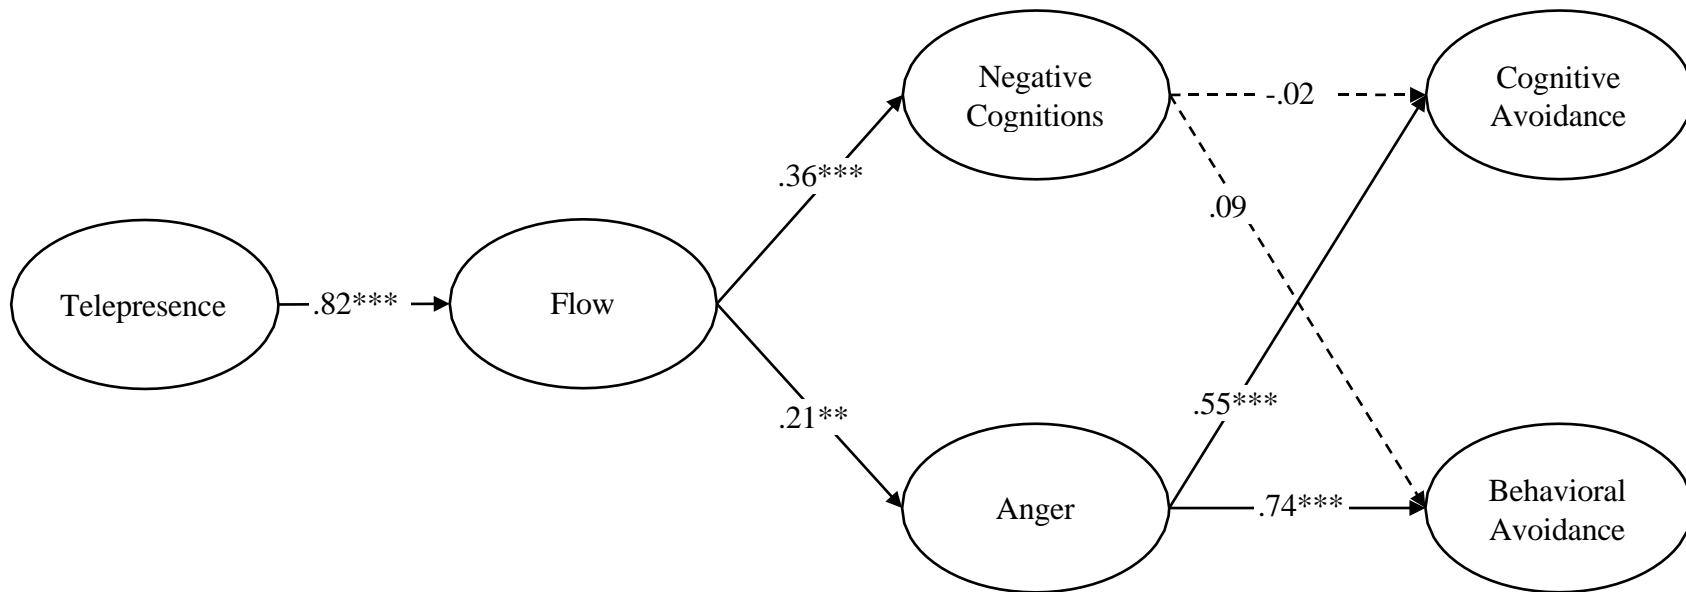 Negative
Cognitions
-.02
Cognitive
Avoidance
.36***
.09
Telepresence
.82***
Flow
.21**
.55***
Anger
.74***
Behavioral
Avoidance